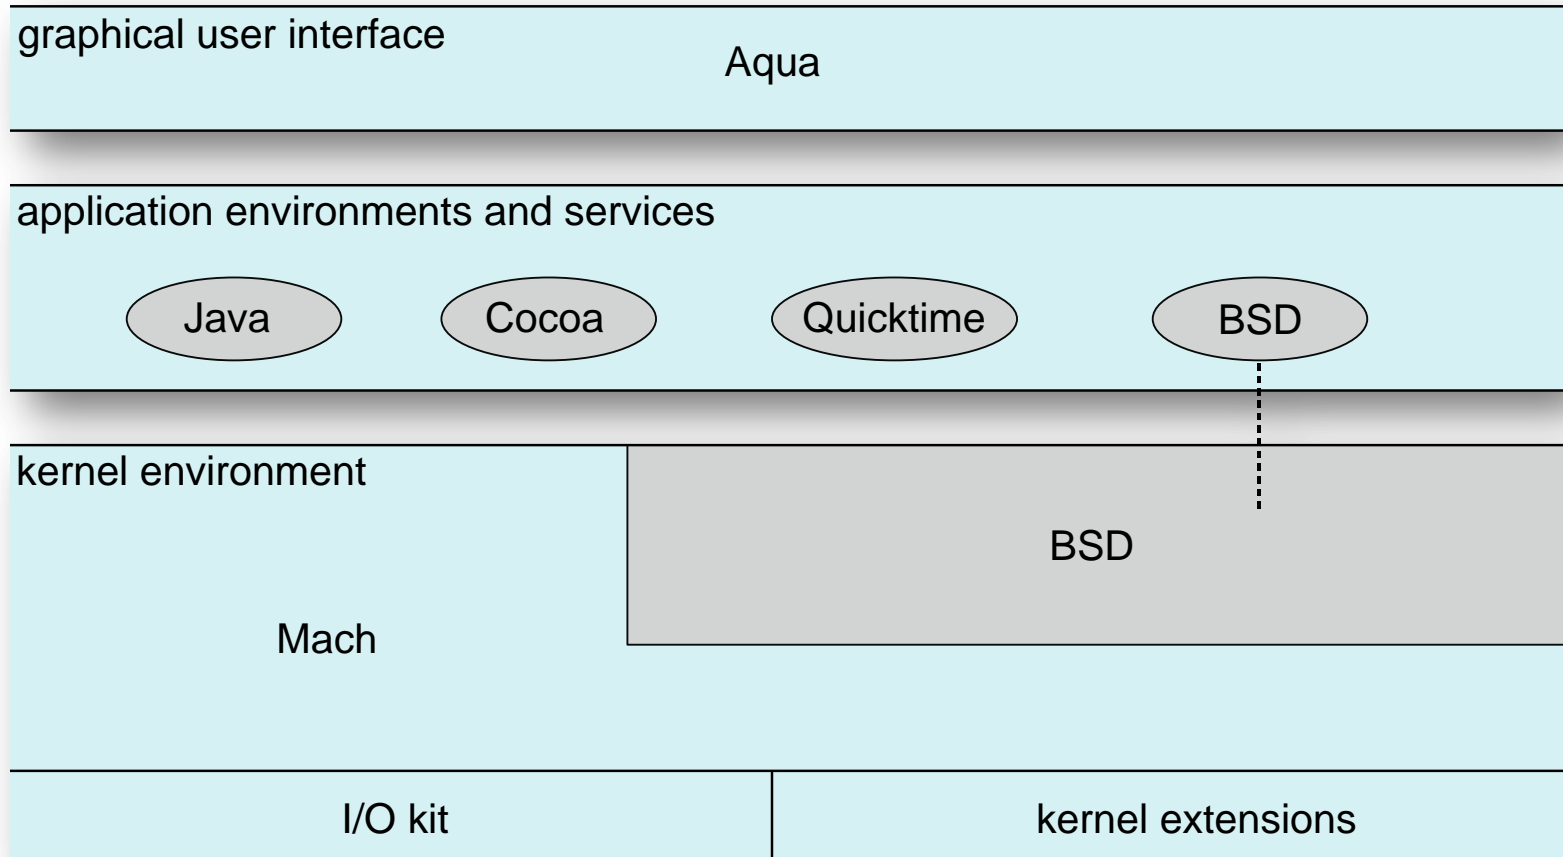 graphical user interface
Aqua
application environments and services
Java
Cocoa
Quicktime
BSD
kernel environment
BSD
Mach
I/O kit
kernel extensions